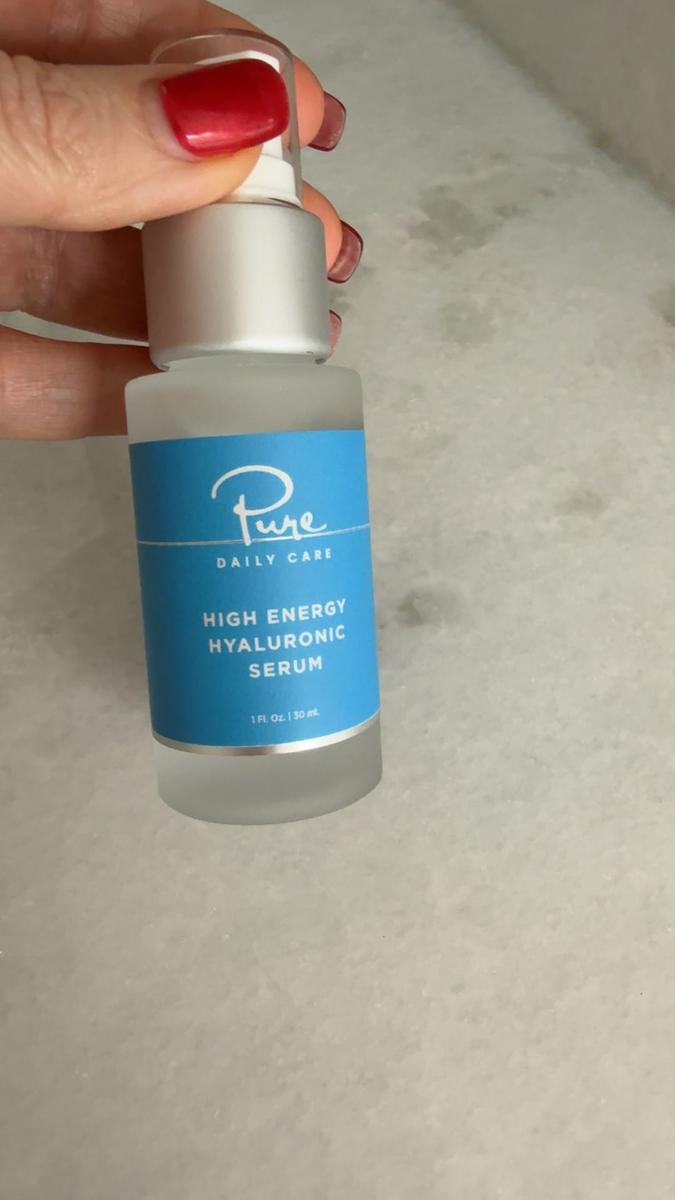 Pure
DAILY CARE
HIGH ENERGY
HYALURONIC
SERUM
1 Fl. Oz. | 30 mL